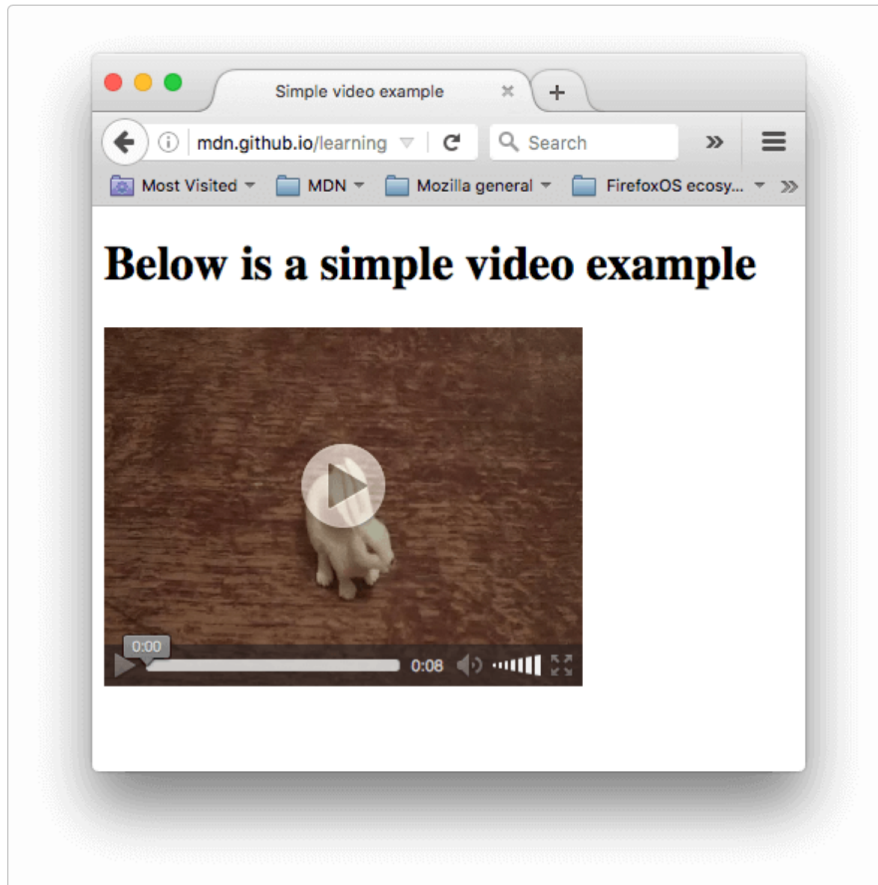 Simple video example
mdn.github.io/learning
Search
Most Visited
MDN
Mozilla general
FirefoxOS ecosy...
Below is a simple video example
0:00
0:08